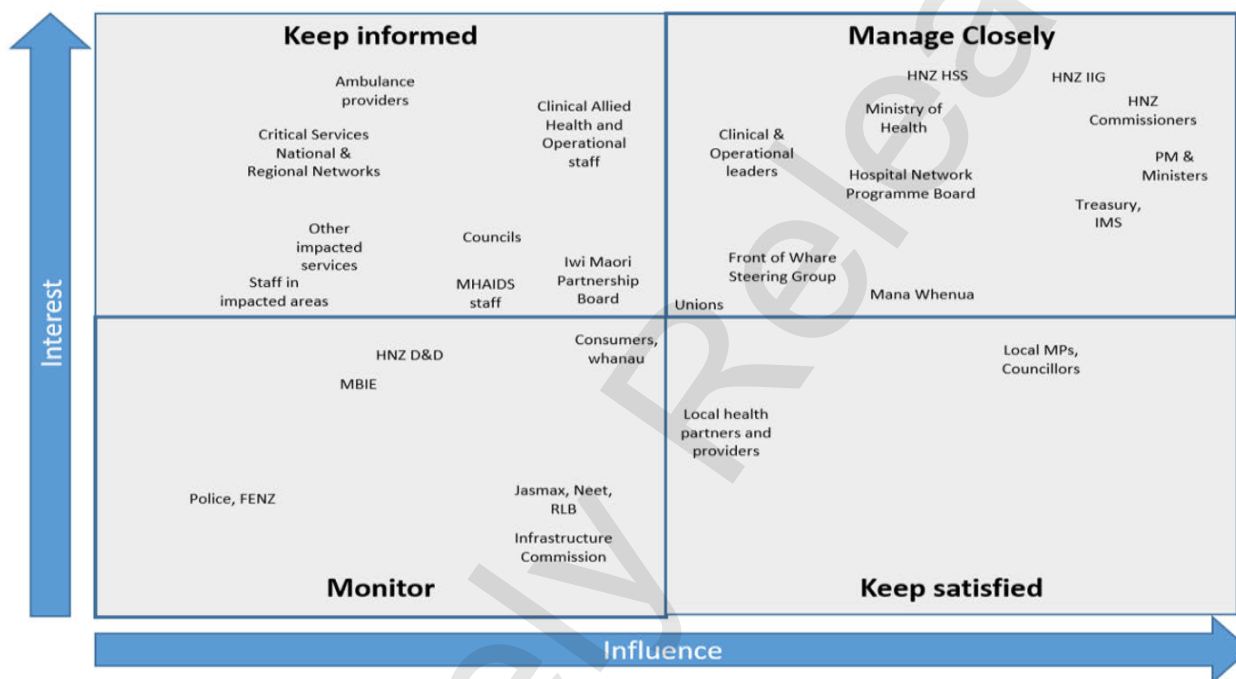 Keep informed
Ambulance
providers
Clinical Allied
Health and
Operational
staff
Critical Services
National &
Regional Networks
Other
impacted
services
Councils
Staff in
impacted areas
MHAIDS
staff
Iwi Maori
Partnership
Board
Manage Closely
HNZ HSS
HNZ IIG
Ministry of
Health
HNZ
Commissioners
Clinical &
Operational
leaders
PM &
Ministers
Hospital Network
Programme Board
Treasury,
IMS
Front of Whare
Steering Group
Mana Whenua
Unions
Interest
Consumers,
whanau
HNZ D&D
MBIE
Police, FENZ
Jasmax, Neet,
RLB
Infrastructure
Commission
Monitor
Local MPs,
Councillors
Local health
partners and
providers
Keep satisfied
Influence
ely Relea